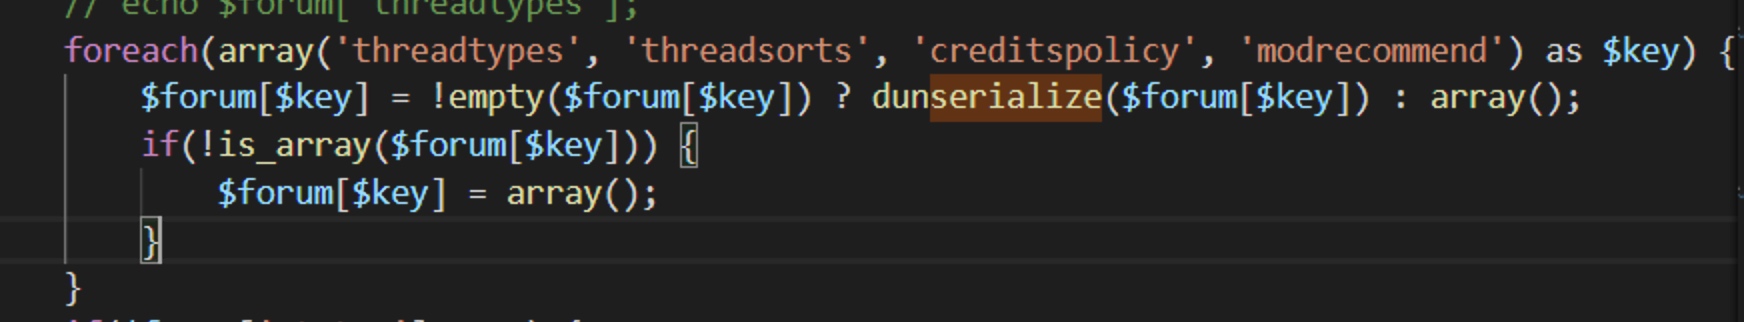 // echo $forum['threadtypes'];
foreach(array('threadtypes', 'threadsorts', 'creditspolicy', 'modrecommend') as $key) {
$forum[$key] = !empty($forum[$key]) ? dunserialize($forum[$key]) : array();
if(!is_array($forum[$key])) {
$forum[$key] = array();
}
}